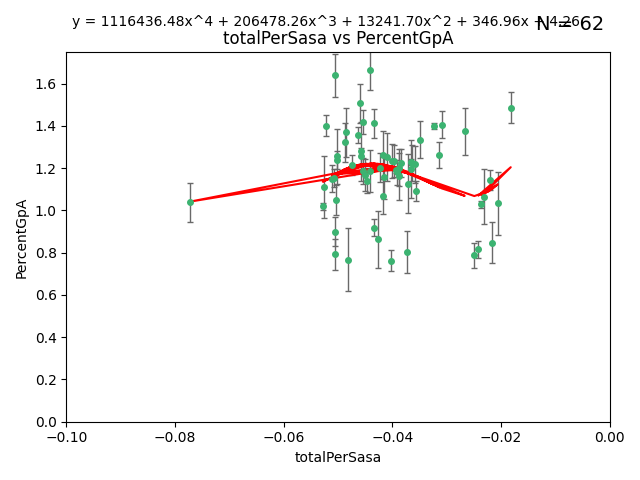 y = 1116436.48x^4 + 206478.26x^3 + 13241.70x^2 + 346.96x + 4.26
N = 62
totalPerSasa vs PercentGpA
PercentGpA
1.6
1.4
1.2
1.0
0.8
0.6
0.4
0.2
0.0
−0.10 −0.08 −0.06 −0.04 −0.02 0.00
totalPerSasa